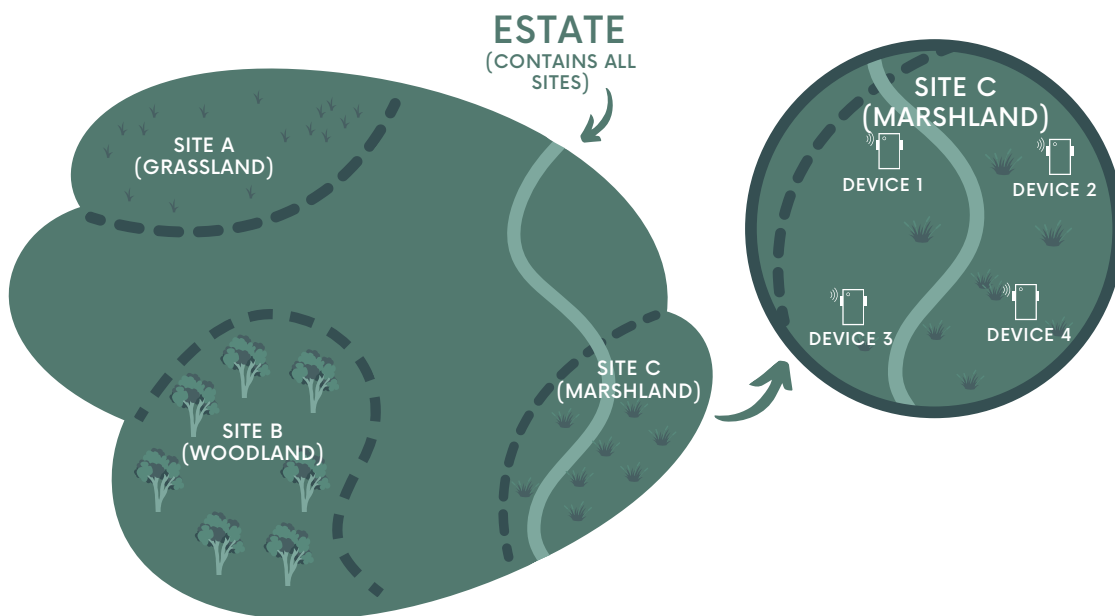 ESTATE
(CONTAINS ALL
SITES)
SITE A
(GRASSLAND)
SITE B
(WOODLAND)
SITE C
(MARSHLAND)
SITE C
(MARSHLAND)
DEVICE 1
DEVICE 2
DEVICE 3
DEVICE 4